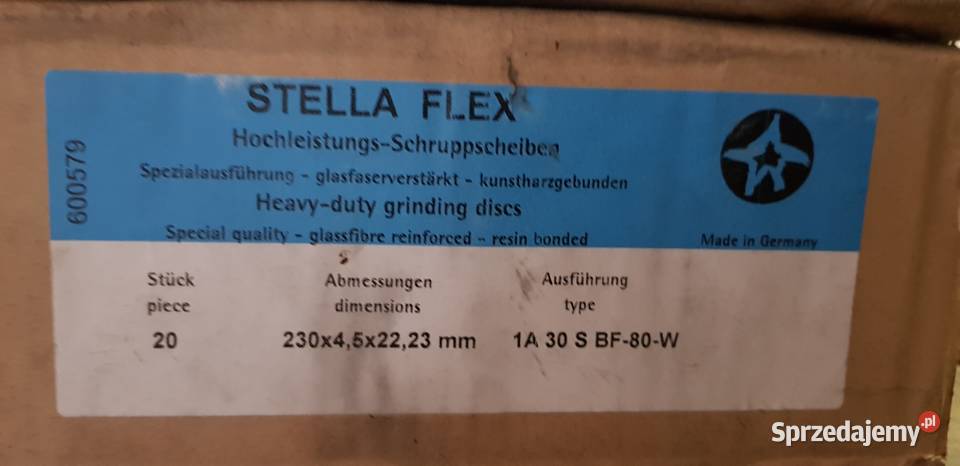 STELLA FLEX
Hochleistungs-Schruppscheiben
Spezialausführung - glasfaserverstärkt - kunstharzgebunden
Heavy-duty grinding discs
Special quality - glassfibre reinforced - resin bonded
Made in Germany
600579
Stück Abmessungen Ausführung
piece dimensions type
20 230x4,5x22,23 mm 1A 30 S BF-80-W
Sprzedajemy.pl